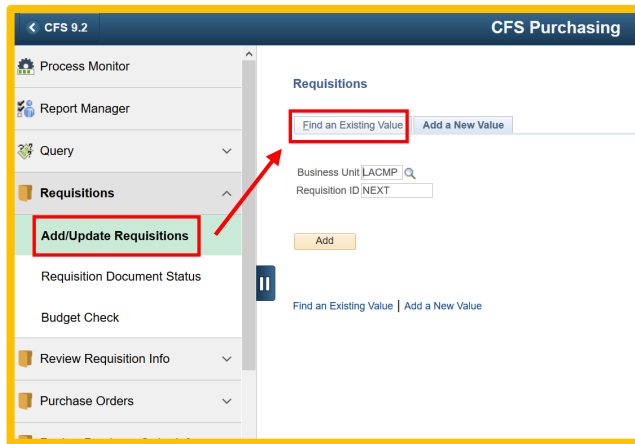 CFS 9.2
CFS Purchasing
Process Monitor
Report Manager
Query
Requisitions
Add/Update Requisitions
Requisition Document Status
Budget Check
Review Requisition Info
Purchase Orders
Requisitions
Find an Existing Value
Add a New Value
Business Unit LACMP
Requisition ID NEXT
Add
Find an Existing Value | Add a New Value